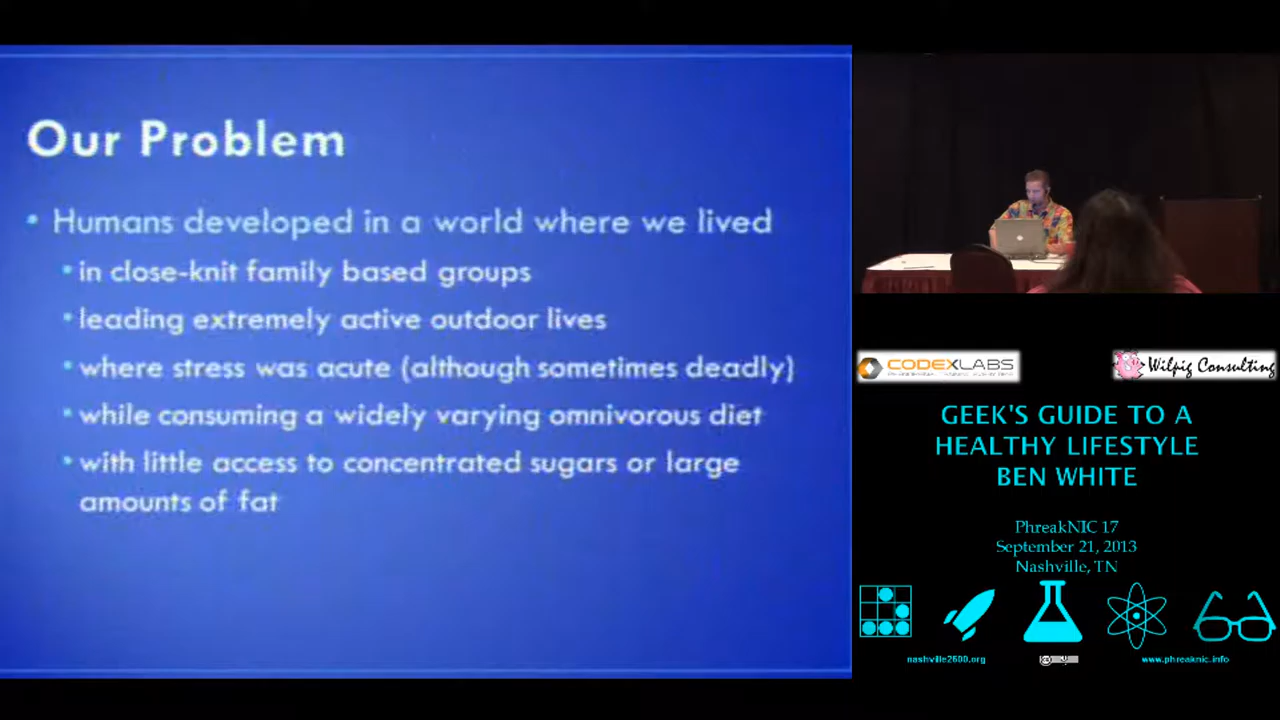 Our Problem
• Humans developed in a world where we lived
• in close-knit family based groups
• leading extremely active outdoor lives
• where stress was acute (although sometimes deadly)
• while consuming a widely varying omnivorous diet
• with little access to concentrated sugars or large
amounts of fat
CODEXLABS
Wilpig Consulting
GEEK'S GUIDE TO A
HEALTHY LIFESTYLE
BEN WHITE
PhreakNIC 17
September 21, 2013
Nashville, TN
nashville2600.org
www.phreaknic.info